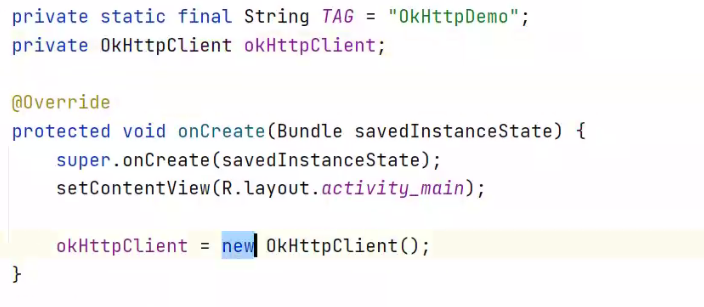 private static final String TAG = "OkHttpDemo";
private OkHttpClient okHttpClient;
@Override
protected void onCreate(Bundle savedInstanceState) {
super.onCreate(savedInstanceState);
setContentView(R.layout.activity_main);
okHttpClient = new OkHttpClient();
}